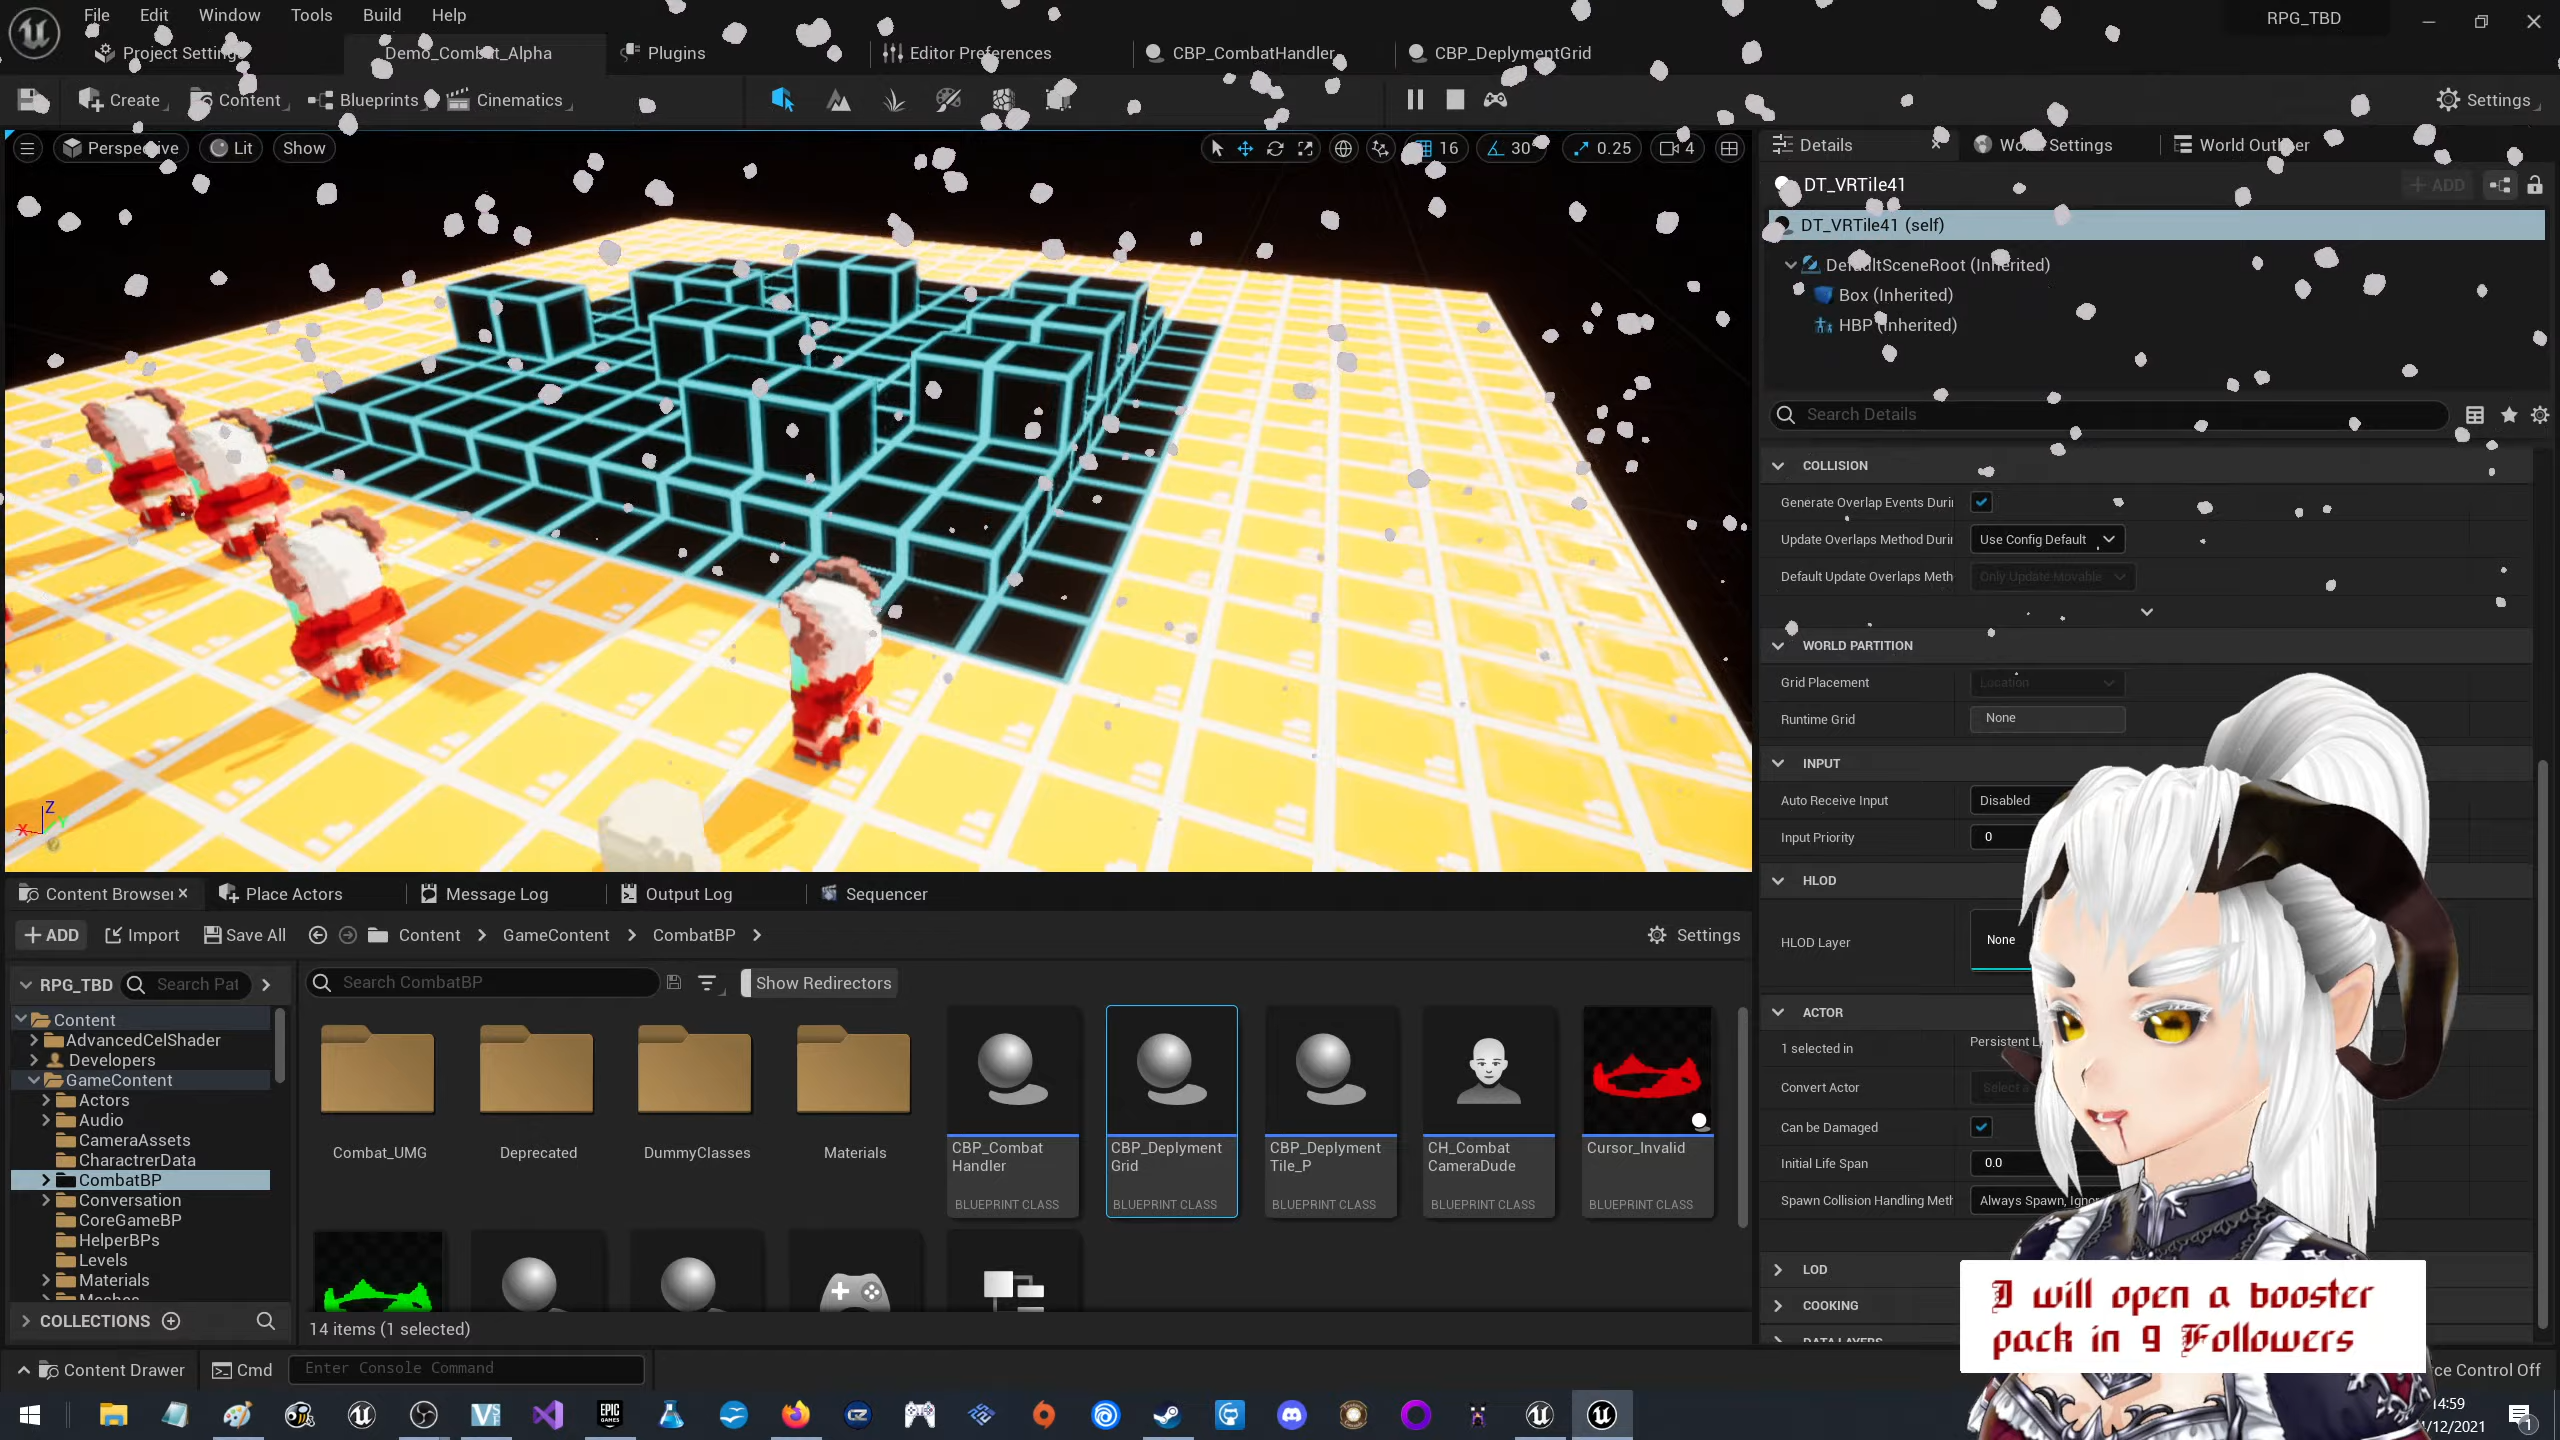 File Edit Window Tools Build Help RPG_TBD
Project Settings Demo_Combat_Alpha Plugins Editor Preferences CBP_CombatHandler CBP_DeplymentGrid
Create Content Blueprints Cinematics Settings
Perspective Lit Show 16 30° 0.25 4
Details World Settings World Outliner
DT_VRTile41 + ADD
DT_VRTile41 (self)
DefaultSceneRoot (Inherited)
Box (Inherited)
HBP (Inherited)
Search Details
COLLISION
Generate Overlap Events Duri
Update Overlaps Method Duri Use Config Default
Default Update Overlaps Meth Only Update Movable
WORLD PARTITION
Grid Placement Location
Runtime Grid None
INPUT
Auto Receive Input Disabled
Input Priority 0
HLOD
HLOD Layer None
ACTOR
1 selected in Persistent L
Convert Actor Select a
Can be Damaged
Initial Life Span 0.0
Spawn Collision Handling Meth Always Spawn, Ignor
LOD
COOKING
DATA LAYERS
Z
X Y
Content Browser Place Actors Message Log Output Log Sequencer
ADD Import Save All Content GameContent CombatBP Settings
RPG_TBD Search Pat Search CombatBP Show Redirectors
Content
AdvancedCelShader
Developers
GameContent
Actors
Audio
CameraAssets
CharactrerData
CombatBP
Conversation
CoreGameBP
HelperBPs
Levels
Materials
Meshes
COLLECTIONS
Combat_UMG Deprecated DummyClasses Materials
CBP_Combat
Handler
BLUEPRINT CLASS
CBP_Deplyment
Grid
BLUEPRINT CLASS
CBP_Deplyment
Tile_P
BLUEPRINT CLASS
CH_Combat
CameraDude
BLUEPRINT CLASS
Cursor_Invalid
BLUEPRINT CLASS
14 items (1 selected)
I will open a booster
pack in 9 Followers
Content Drawer Cmd Enter Console Command ce Control Off
EPIC
GAMES
14:59
/12/2021
1